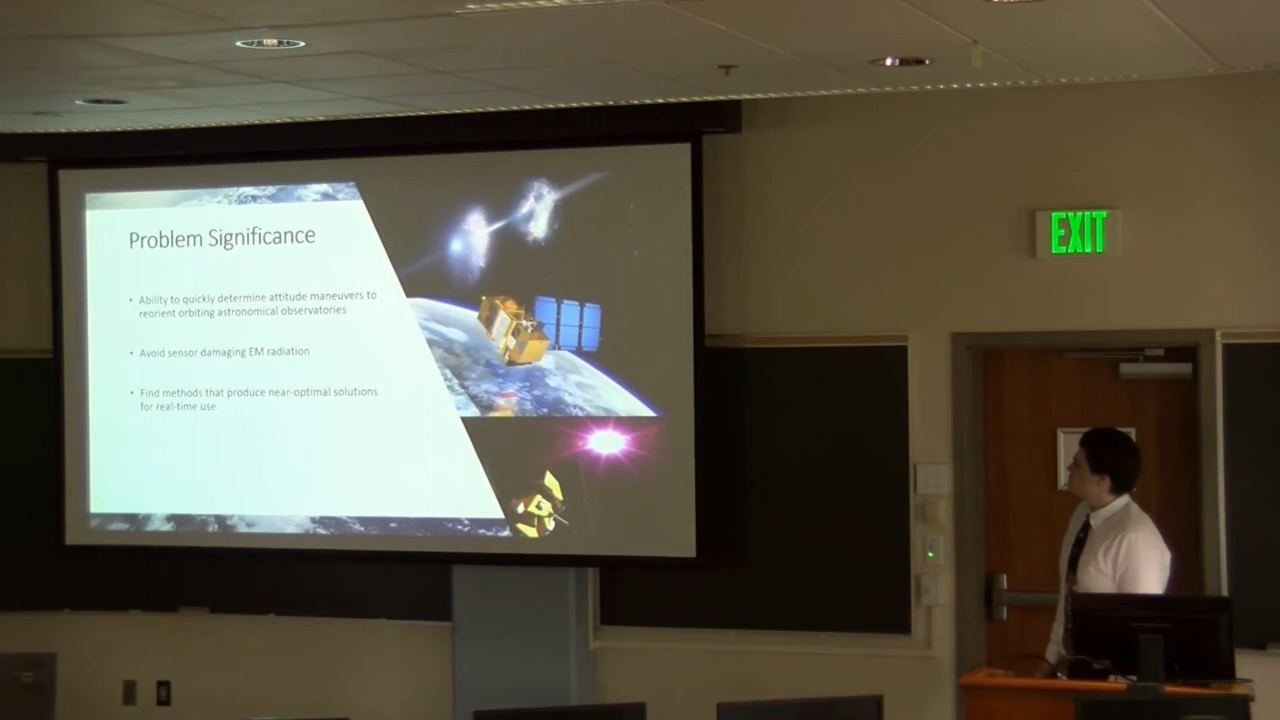 Problem Significance
• Ability to quickly determine attitude maneuvers to
reorient orbiting astronomical observatories
• Avoid sensor damaging EM radiation
• Find methods that produce near-optimal solutions
for real-time use
EXIT